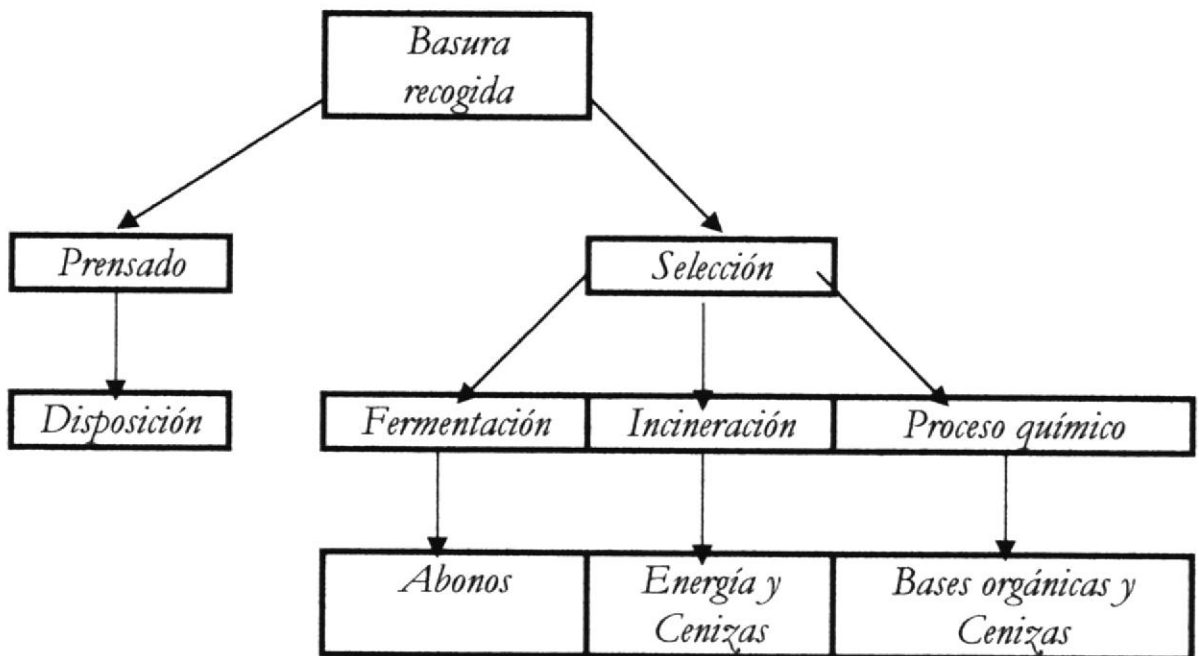 Basura
recogida
Prensado
Selección
Disposición
Fermentación
Incineración
Proceso químico
Abonos
Energía y
Cenizas
Bases orgánicas y
Cenizas